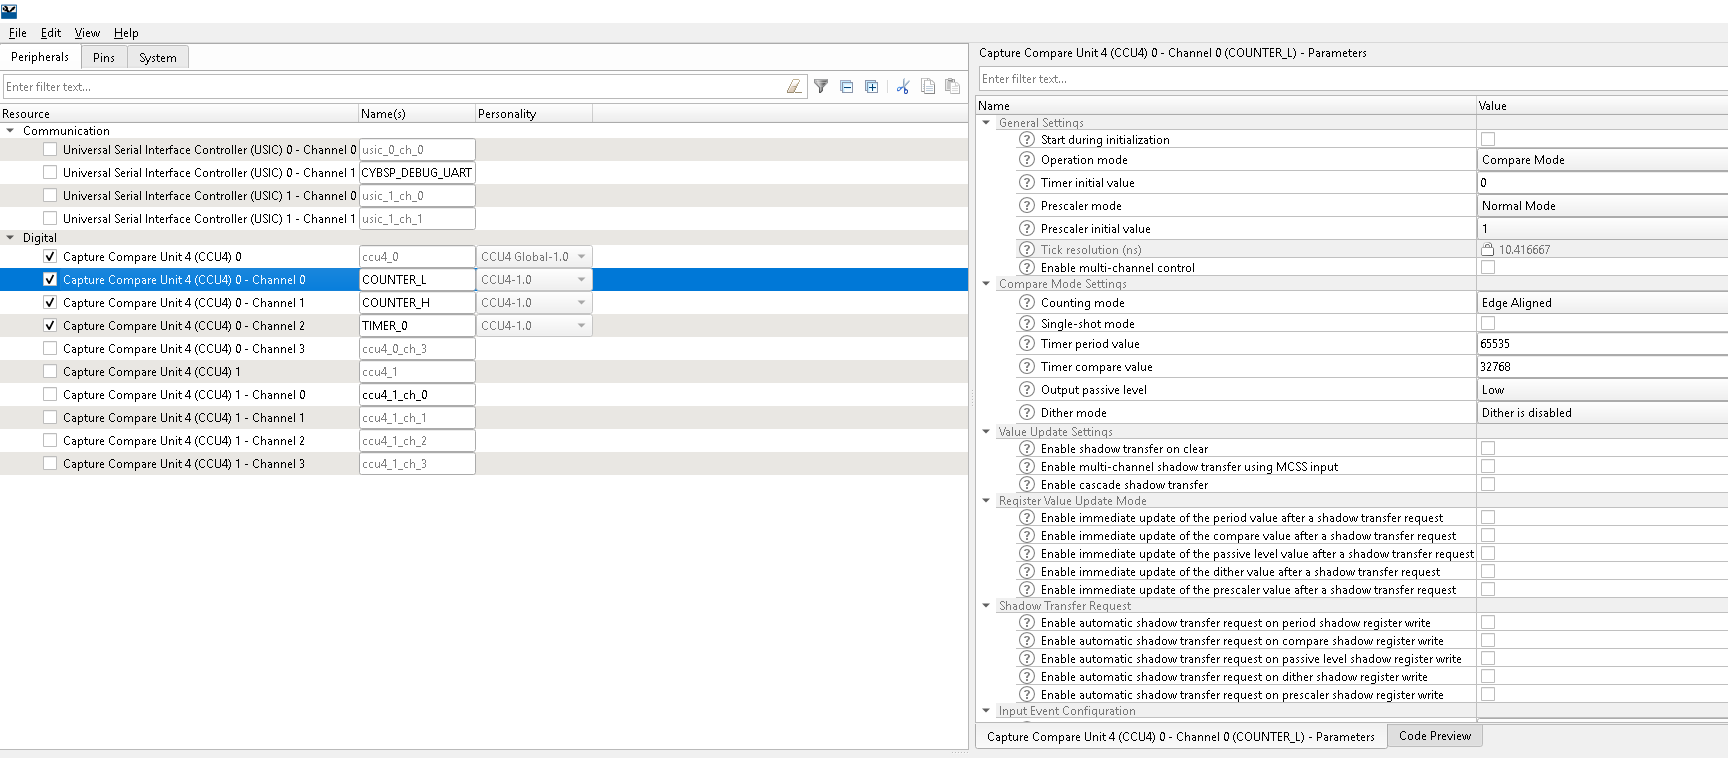 File Edit View Help
Peripherals Pins System
Enter filter text...
Resource Name(s) Personality
Communication
Universal Serial Interface Controller (USIC) 0 - Channel 0 usic_0_ch_0
Universal Serial Interface Controller (USIC) 0 - Channel 1 CYBSP_DEBUG_UART
Universal Serial Interface Controller (USIC) 1 - Channel 0 usic_1_ch_0
Universal Serial Interface Controller (USIC) 1 - Channel 1 usic_1_ch_1
Digital
Capture Compare Unit 4 (CCU4) 0 ccu4_0 CCU4 Global-1.0
Capture Compare Unit 4 (CCU4) 0 - Channel 0 COUNTER_L CCU4-1.0
Capture Compare Unit 4 (CCU4) 0 - Channel 1 COUNTER_H CCU4-1.0
Capture Compare Unit 4 (CCU4) 0 - Channel 2 TIMER_0 CCU4-1.0
Capture Compare Unit 4 (CCU4) 0 - Channel 3 ccu4_0_ch_3
Capture Compare Unit 4 (CCU4) 1 ccu4_1
Capture Compare Unit 4 (CCU4) 1 - Channel 0 ccu4_1_ch_0
Capture Compare Unit 4 (CCU4) 1 - Channel 1 ccu4_1_ch_1
Capture Compare Unit 4 (CCU4) 1 - Channel 2 ccu4_1_ch_2
Capture Compare Unit 4 (CCU4) 1 - Channel 3 ccu4_1_ch_3
Capture Compare Unit 4 (CCU4) 0 - Channel 0 (COUNTER_L) - Parameters
Enter filter text...
Name Value
General Settings
Start during initialization
Operation mode Compare Mode
Timer initial value 0
Prescaler mode Normal Mode
Prescaler initial value 1
Tick resolution (ns) 10.416667
Enable multi-channel control
Compare Mode Settings
Counting mode Edge Aligned
Single-shot mode
Timer period value 65535
Timer compare value 32768
Output passive level Low
Dither mode Dither is disabled
Value Update Settings
Enable shadow transfer on clear
Enable multi-channel shadow transfer using MCSS input
Enable cascade shadow transfer
Register Value Update Mode
Enable immediate update of the period value after a shadow transfer request
Enable immediate update of the compare value after a shadow transfer request
Enable immediate update of the passive level value after a shadow transfer request
Enable immediate update of the dither value after a shadow transfer request
Enable immediate update of the prescaler value after a shadow transfer request
Shadow Transfer Request
Enable automatic shadow transfer request on period shadow register write
Enable automatic shadow transfer request on compare shadow register write
Enable automatic shadow transfer request on passive level shadow register write
Enable automatic shadow transfer request on dither shadow register write
Enable automatic shadow transfer request on prescaler shadow register write
Input Event Configuration
Capture Compare Unit 4 (CCU4) 0 - Channel 0 (COUNTER_L) - Parameters Code Preview